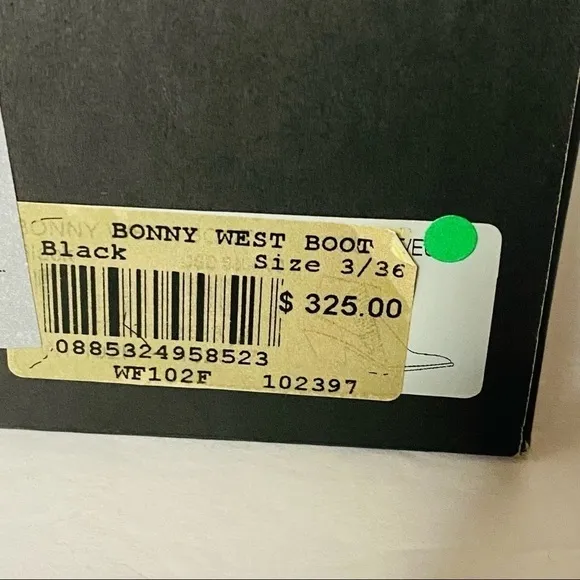 BONNY WEST BOOT
Black Size 3/36
$ 325.00
0885324958523
WF102F 102397